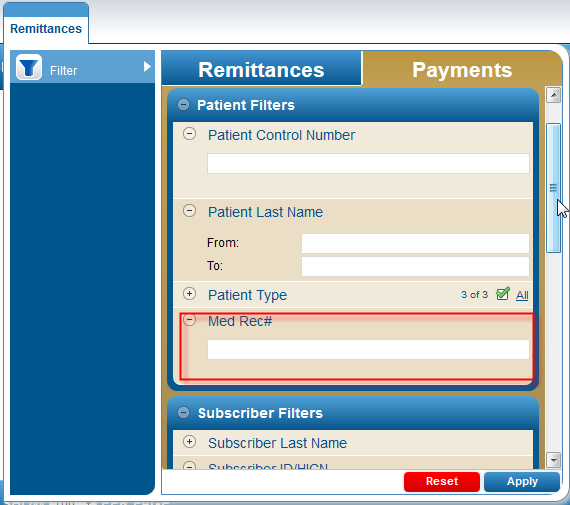 Remittances
Filter
Remittances Payments
Patient Filters
Patient Control Number
Patient Last Name
From:
To:
Patient Type 3 of 3 All
Med Rec#
Subscriber Filters
Subscriber Last Name
Subscriber ID/HICN
Reset Apply